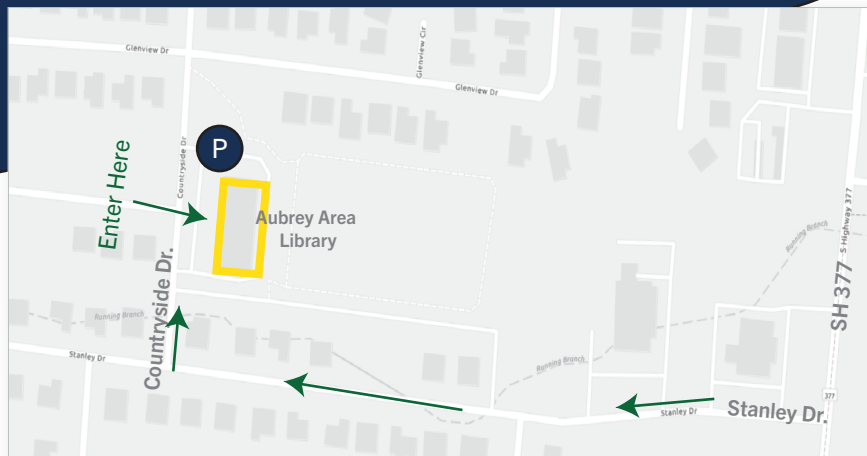 Glenview Dr
Glenview Cir
Glenview Dr
Countryside Dr
P
Enter Here
Aubrey Area
Library
Countryside Dr.
Running Branch
Stanley Dr
Running Branch
Stanley Dr
Stanley Dr.
Running Branch
S Highway 377
SH 377
377